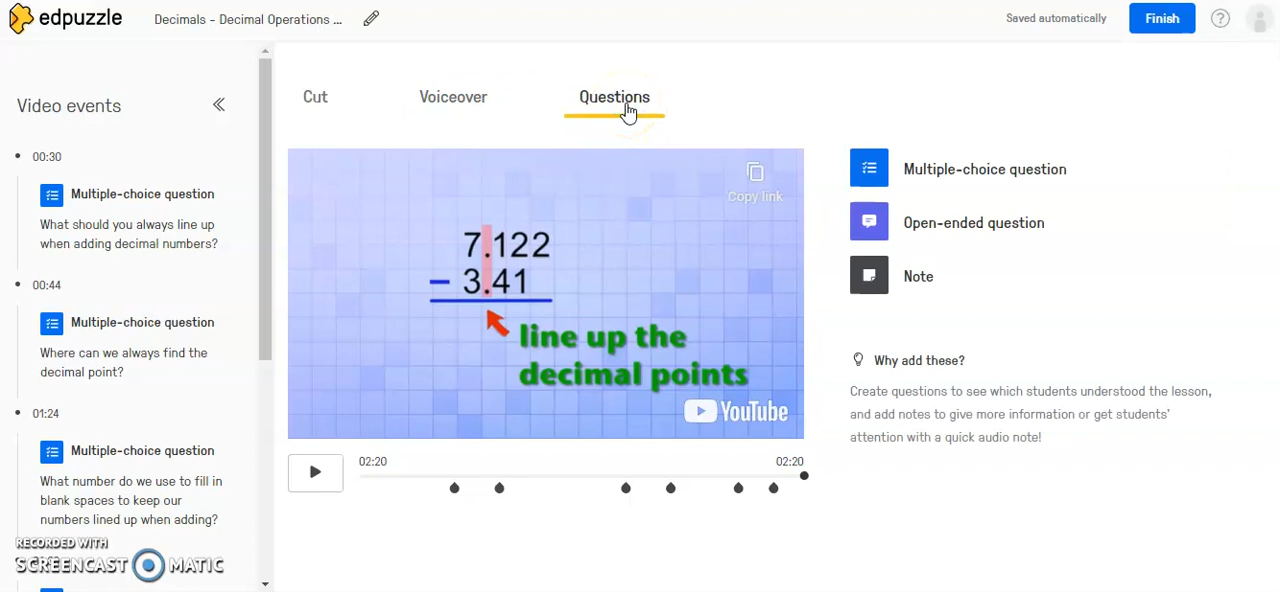 edpuzzle
Decimals - Decimal Operations ...
Saved automatically
Finish
?
Video events
00:30
Multiple-choice question
What should you always line up
when adding decimal numbers?
00:44
Multiple-choice question
Where can we always find the
decimal point?
01:24
Multiple-choice question
What number do we use to fill in
blank spaces to keep our
numbers lined up when adding?
RECORDED WITH
SCREENCAST MATIC
Cut
Voiceover
Questions
Copy link
7.122
- 3.41
line up the
decimal points
YouTube
02:20
02:20
Multiple-choice question
Open-ended question
Note
Why add these?
Create questions to see which students understood the lesson,
and add notes to give more information or get students'
attention with a quick audio note!